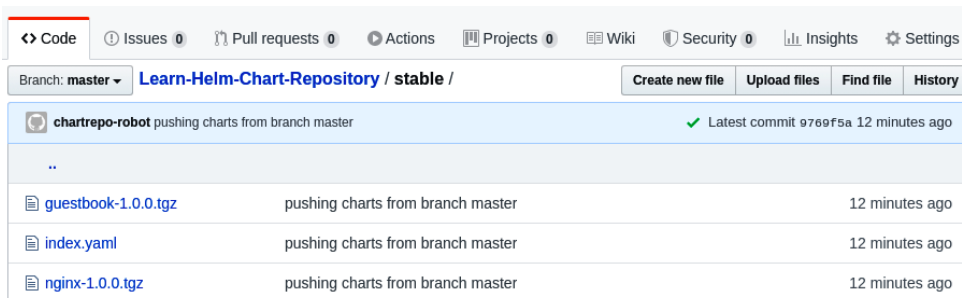 Code Issues 0 Pull requests 0 Actions Projects 0 Wiki Security 0 Insights Settings
Branch: master Learn-Helm-Chart-Repository / stable / Create new file Upload files Find file History
chartrepo-robot pushing charts from branch master Latest commit 9769f5a 12 minutes ago
..
guestbook-1.0.0.tgz pushing charts from branch master 12 minutes ago
index.yaml pushing charts from branch master 12 minutes ago
nginx-1.0.0.tgz pushing charts from branch master 12 minutes ago